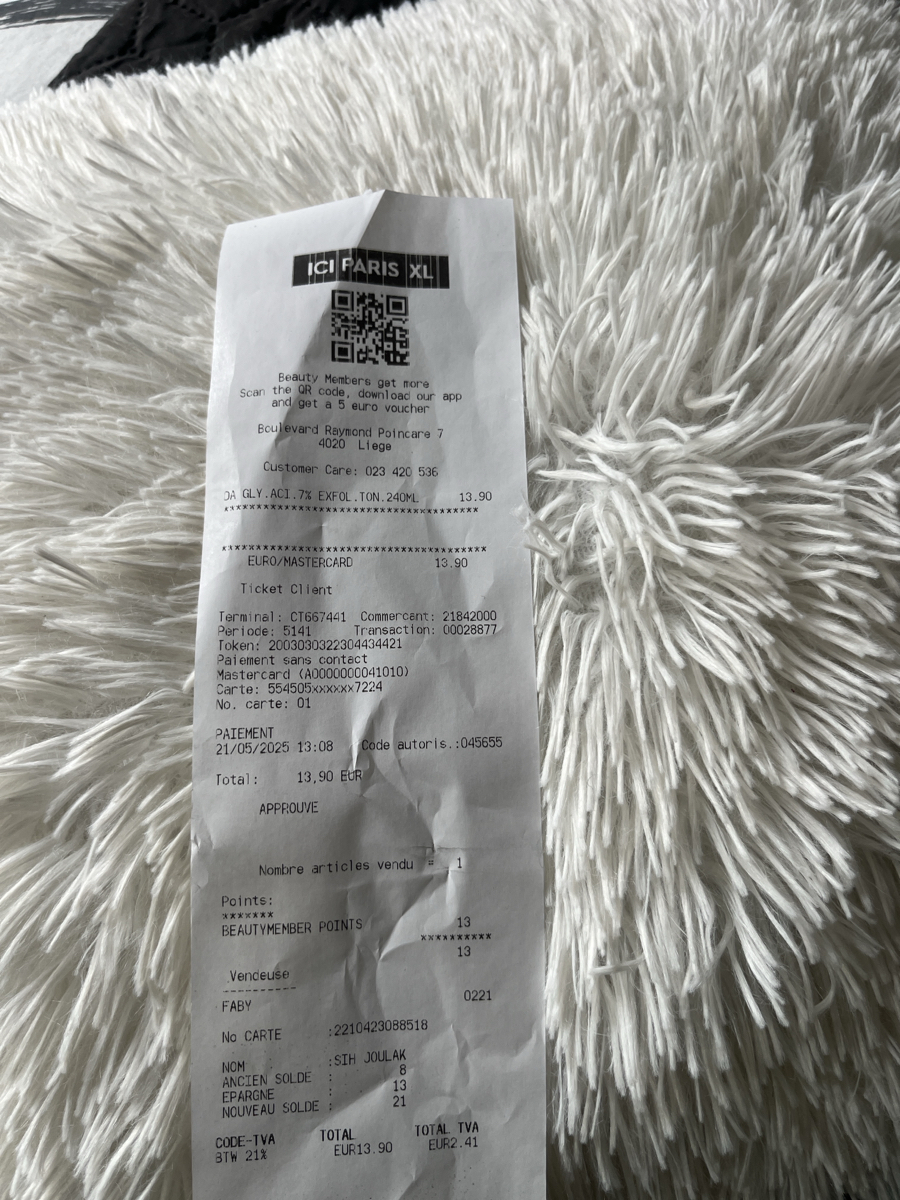 ICI PARIS XL
Beauty Members get more
Scan the QR code, download our app
and get a 5 euro voucher
Boulevard Raymond Poincare 7
4020 Liege
Customer Care: 023 420 536
OA GLY.ACI.7% EXFOL.TON.240ML 13.90
*************************************
*************************************
EURO/MASTERCARD 13.90
Ticket Client
Terminal: CT667441 Commercant: 21842000
Periode: 5141 Transaction: 00028877
Token: 2003030322304434421
Paiement sans contact
Mastercard (A0000000041010)
Carte: 554505xxxxxx7224
No. carte: 01
PAIEMENT
21/05/2025 13:08 Code autoris.:045655
Total: 13,90 EUR
APPROUVE
Nombre articles vendu = 1
Points:
*******
BEAUTYMEMBER POINTS 13
**********
13
Vendeuse
----------
FABY 0221
No CARTE :2210423088518
NOM :SIH JOULAK
ANCIEN SOLDE : 8
EPARGNE : 13
NOUVEAU SOLDE : 21
CODE-TVA TOTAL TOTAL TVA
BTW 21% EUR13.90 EUR2.41